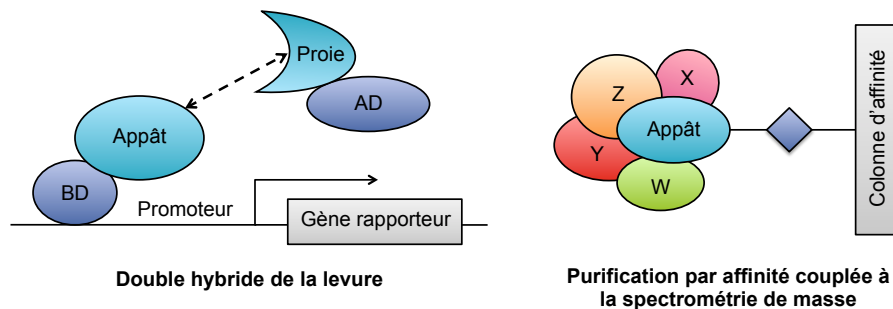 Proie
AD
Appât
BD
Promoteur
Gène rapporteur
Double hybride de la levure
Z
X
Appât
Y
W
Colonne d'affinité
Purification par affinité couplée à
la spectrométrie de masse